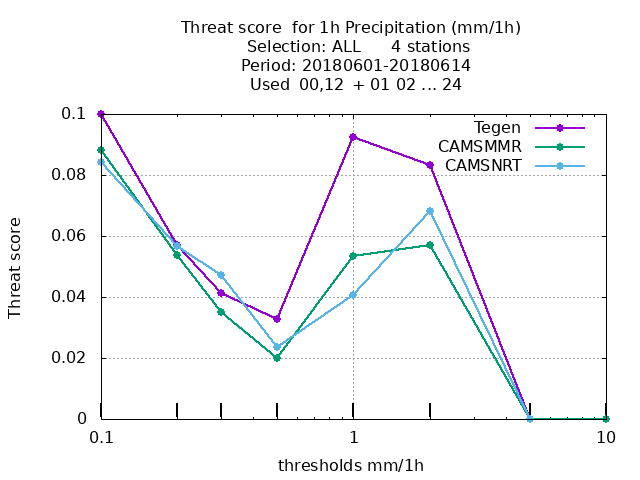 Threat score  for 1h Precipitation (mm/1h)
Selection: ALL      4 stations
Period: 20180601-20180614
Used  00,12  + 01 02 ... 24
0.1
0.08
0.06
0.04
0.02
0
Threat score
Tegen
CAMSMMR
CAMSNRT
0.1
1
10
thresholds mm/1h